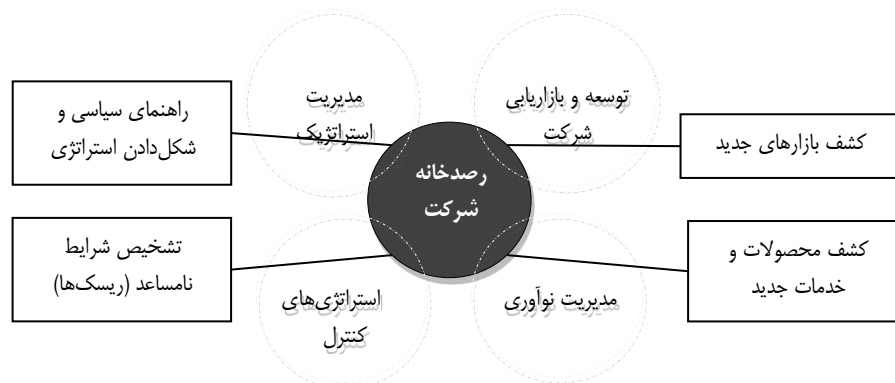 توسعه و بازاریابی
شرکت
مدیریت
استراتژیک
راهنمای سیاسی و
شکل‌دادن استراتژی
کشف بازارهای جدید
رصدخانه
شرکت
کشف محصولات و
خدمات جدید
تشخیص شرایط
نامساعد (ریسک‌ها)
مدیریت نوآوری
استراتژی‌های
کنترل